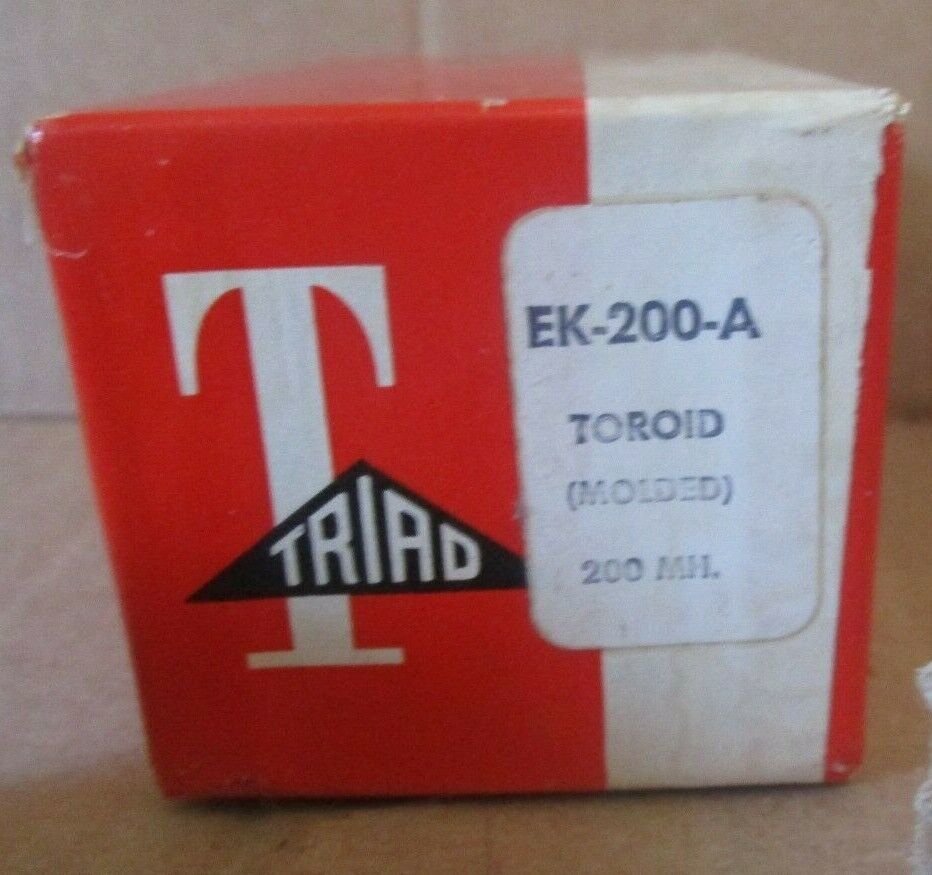 T
TRIAD
EK-200-A
TOROID
(MOLDED)
200 MH.